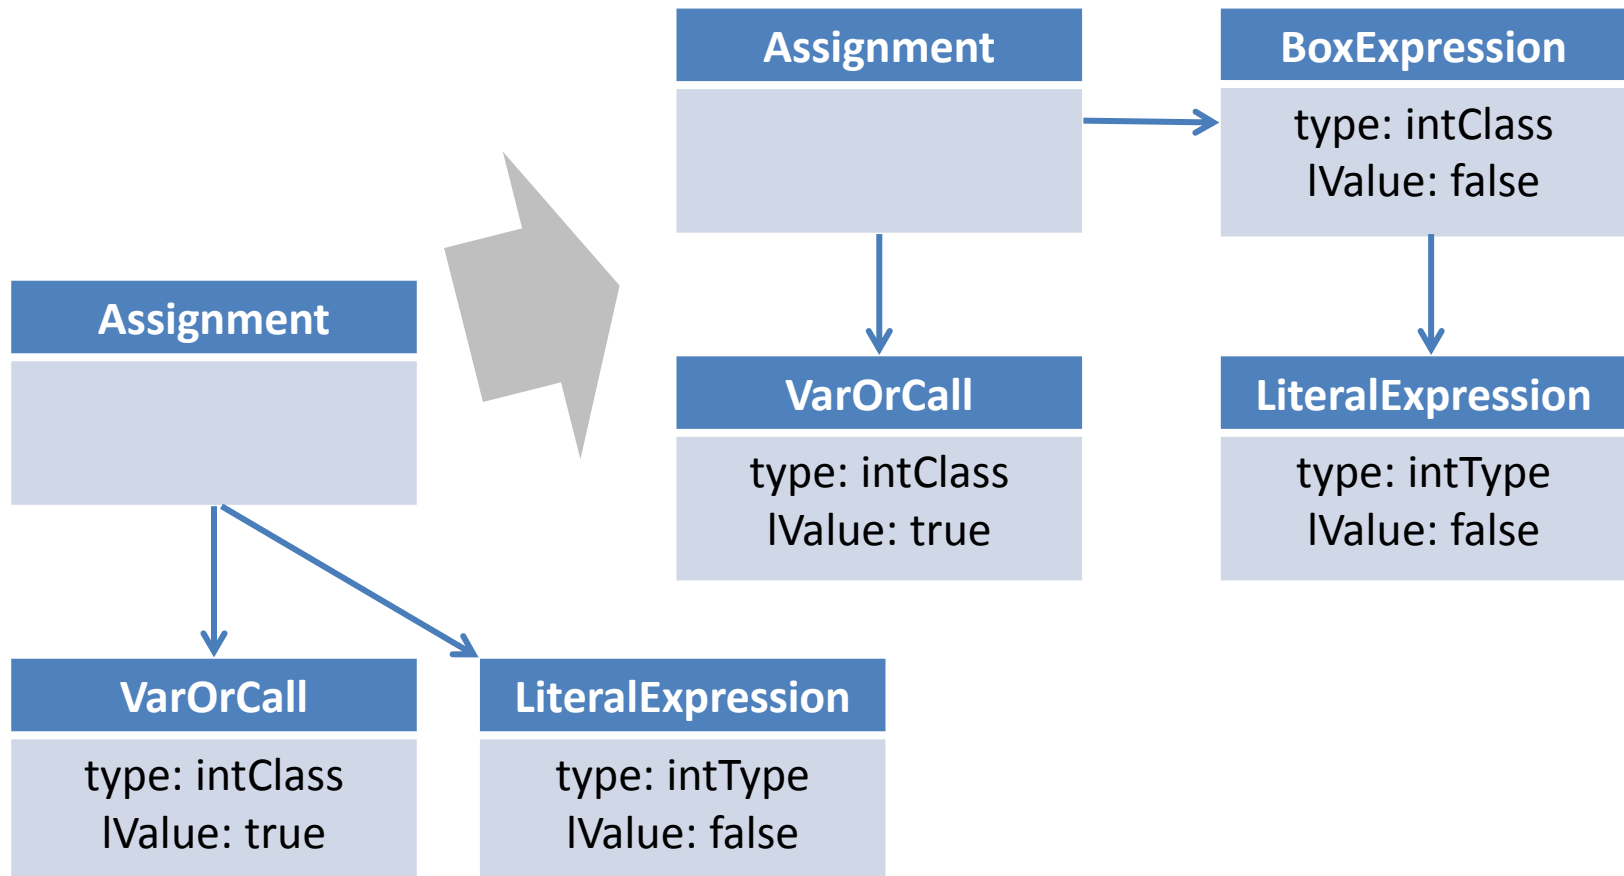 Assignment
VarOrCall
type: intClass
lValue: true
LiteralExpression
type: intType
lValue: false
Assignment
BoxExpression
type: intClass
lValue: false
VarOrCall
type: intClass
lValue: true
LiteralExpression
type: intType
lValue: false